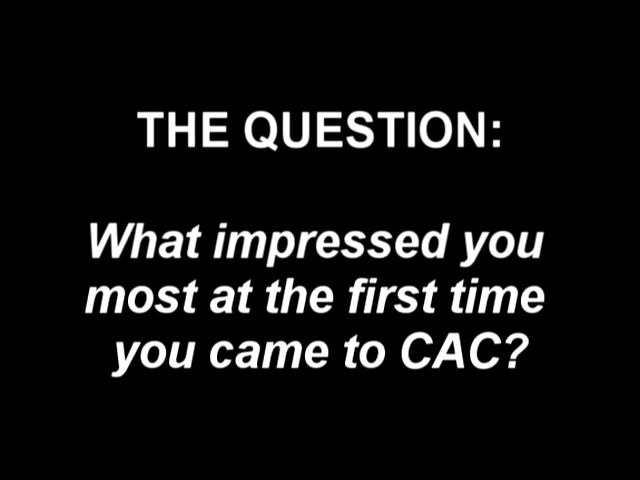 THE QUESTION:
What impressed you
most at the first time
you came to CAC?